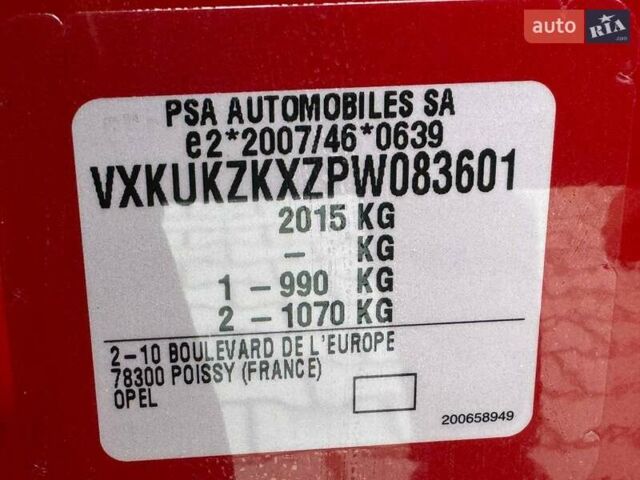 auto RIA.com
PSA AUTOMOBILES SA
e2*2007/46*0639
VXKUKZKXZPW083601
2015 KG
– KG
1 – 990 KG
2 – 1070 KG
2–10 BOULEVARD DE L'EUROPE
78300 POISSY (FRANCE)
OPEL
200658949